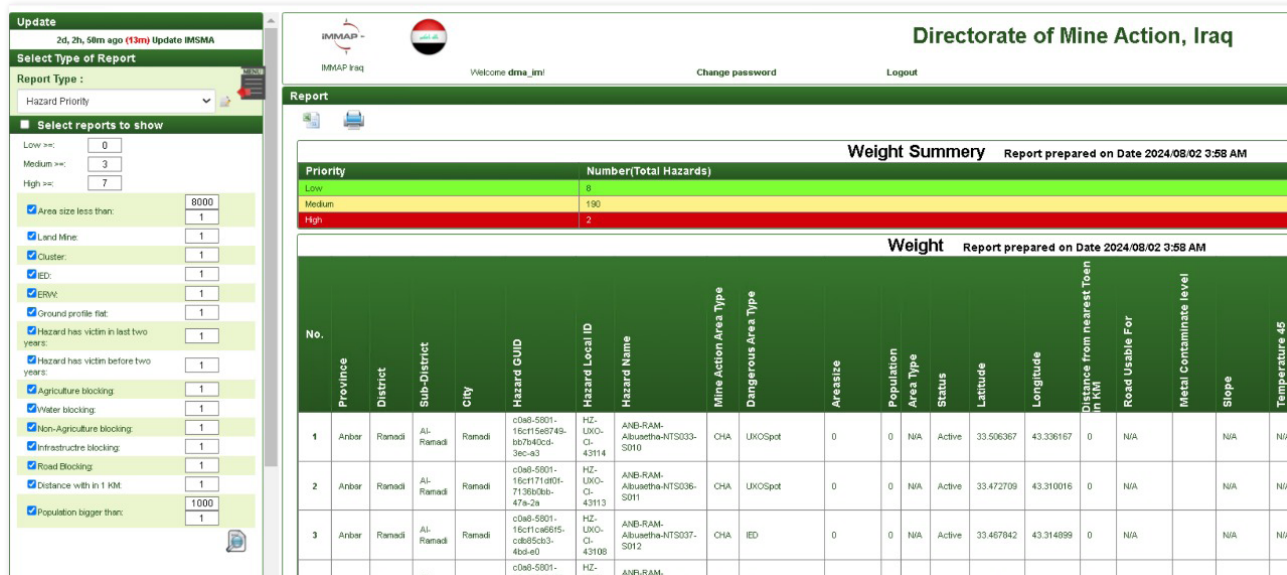 Update
2d, 2h, 58m ago (13m) Update IMSMA
Select Type of Report
Report Type :
MENU
Hazard Priority
Select reports to show
Low >=: 0
Medium >=: 3
High >=: 7
Area size less than: 8000
1
Land Mine: 1
Cluster: 1
IED: 1
ERW: 1
Ground profile flat: 1
Hazard has victim in last two
years: 1
Hazard has victim before two
years: 1
Agriculture blocking: 1
Water blocking: 1
Non-Agriculture blocking: 1
Infrastructre blocking: 1
Road Blocking: 1
Distance with in 1 KM: 1
Population bigger than: 1000
1
iMMAP
IMMAP Iraq
Directorate of Mine Action, Iraq
Welcome dma_im! Change password Logout
Report
Weight Summery Report prepared on Date 2024/08/02 3:58 AM
Priority Number(Total Hazards)
Low 8
Medium 190
High 2
Weight Report prepared on Date 2024/08/02 3:58 AM
No. Province District Sub-District City Hazard GUID Hazard Local ID Hazard Name Mine Action Area Type Dangerous Area Type Areasize Population Area Type Status Latitude Longitude Distance from nearest Toen in KM Road Usable For Metal Contaminate level Slope Temperature 45
1 Anbar Ramadi Al-Ramadi Ramadi c0a8-5801-16cf15e8749-bb7b40cd-3ec-a3 HZ-UXO-CI-43114 ANB-RAM-Albuaetha-NTS033-S010 CHA UXOSpot 0 0 N/A Active 33.506367 43.336167 0 N/A N/A N/A
2 Anbar Ramadi Al-Ramadi Ramadi c0a8-5801-16cf171df0f-7136b0bb-47a-2a HZ-UXO-CI-43113 ANB-RAM-Albuaetha-NTS036-S011 CHA UXOSpot 0 0 N/A Active 33.472709 43.310016 0 N/A N/A N/A
3 Anbar Ramadi Al-Ramadi Ramadi c0a8-5801-16cf1ca66f5-cdb85cb3-4bd-e0 HZ-UXO-CI-43108 ANB-RAM-Albuaetha-NTS037-S012 CHA IED 0 0 N/A Active 33.467842 43.314899 0 N/A N/A N/A
c0a8-5801- HZ- ANB-RAM-